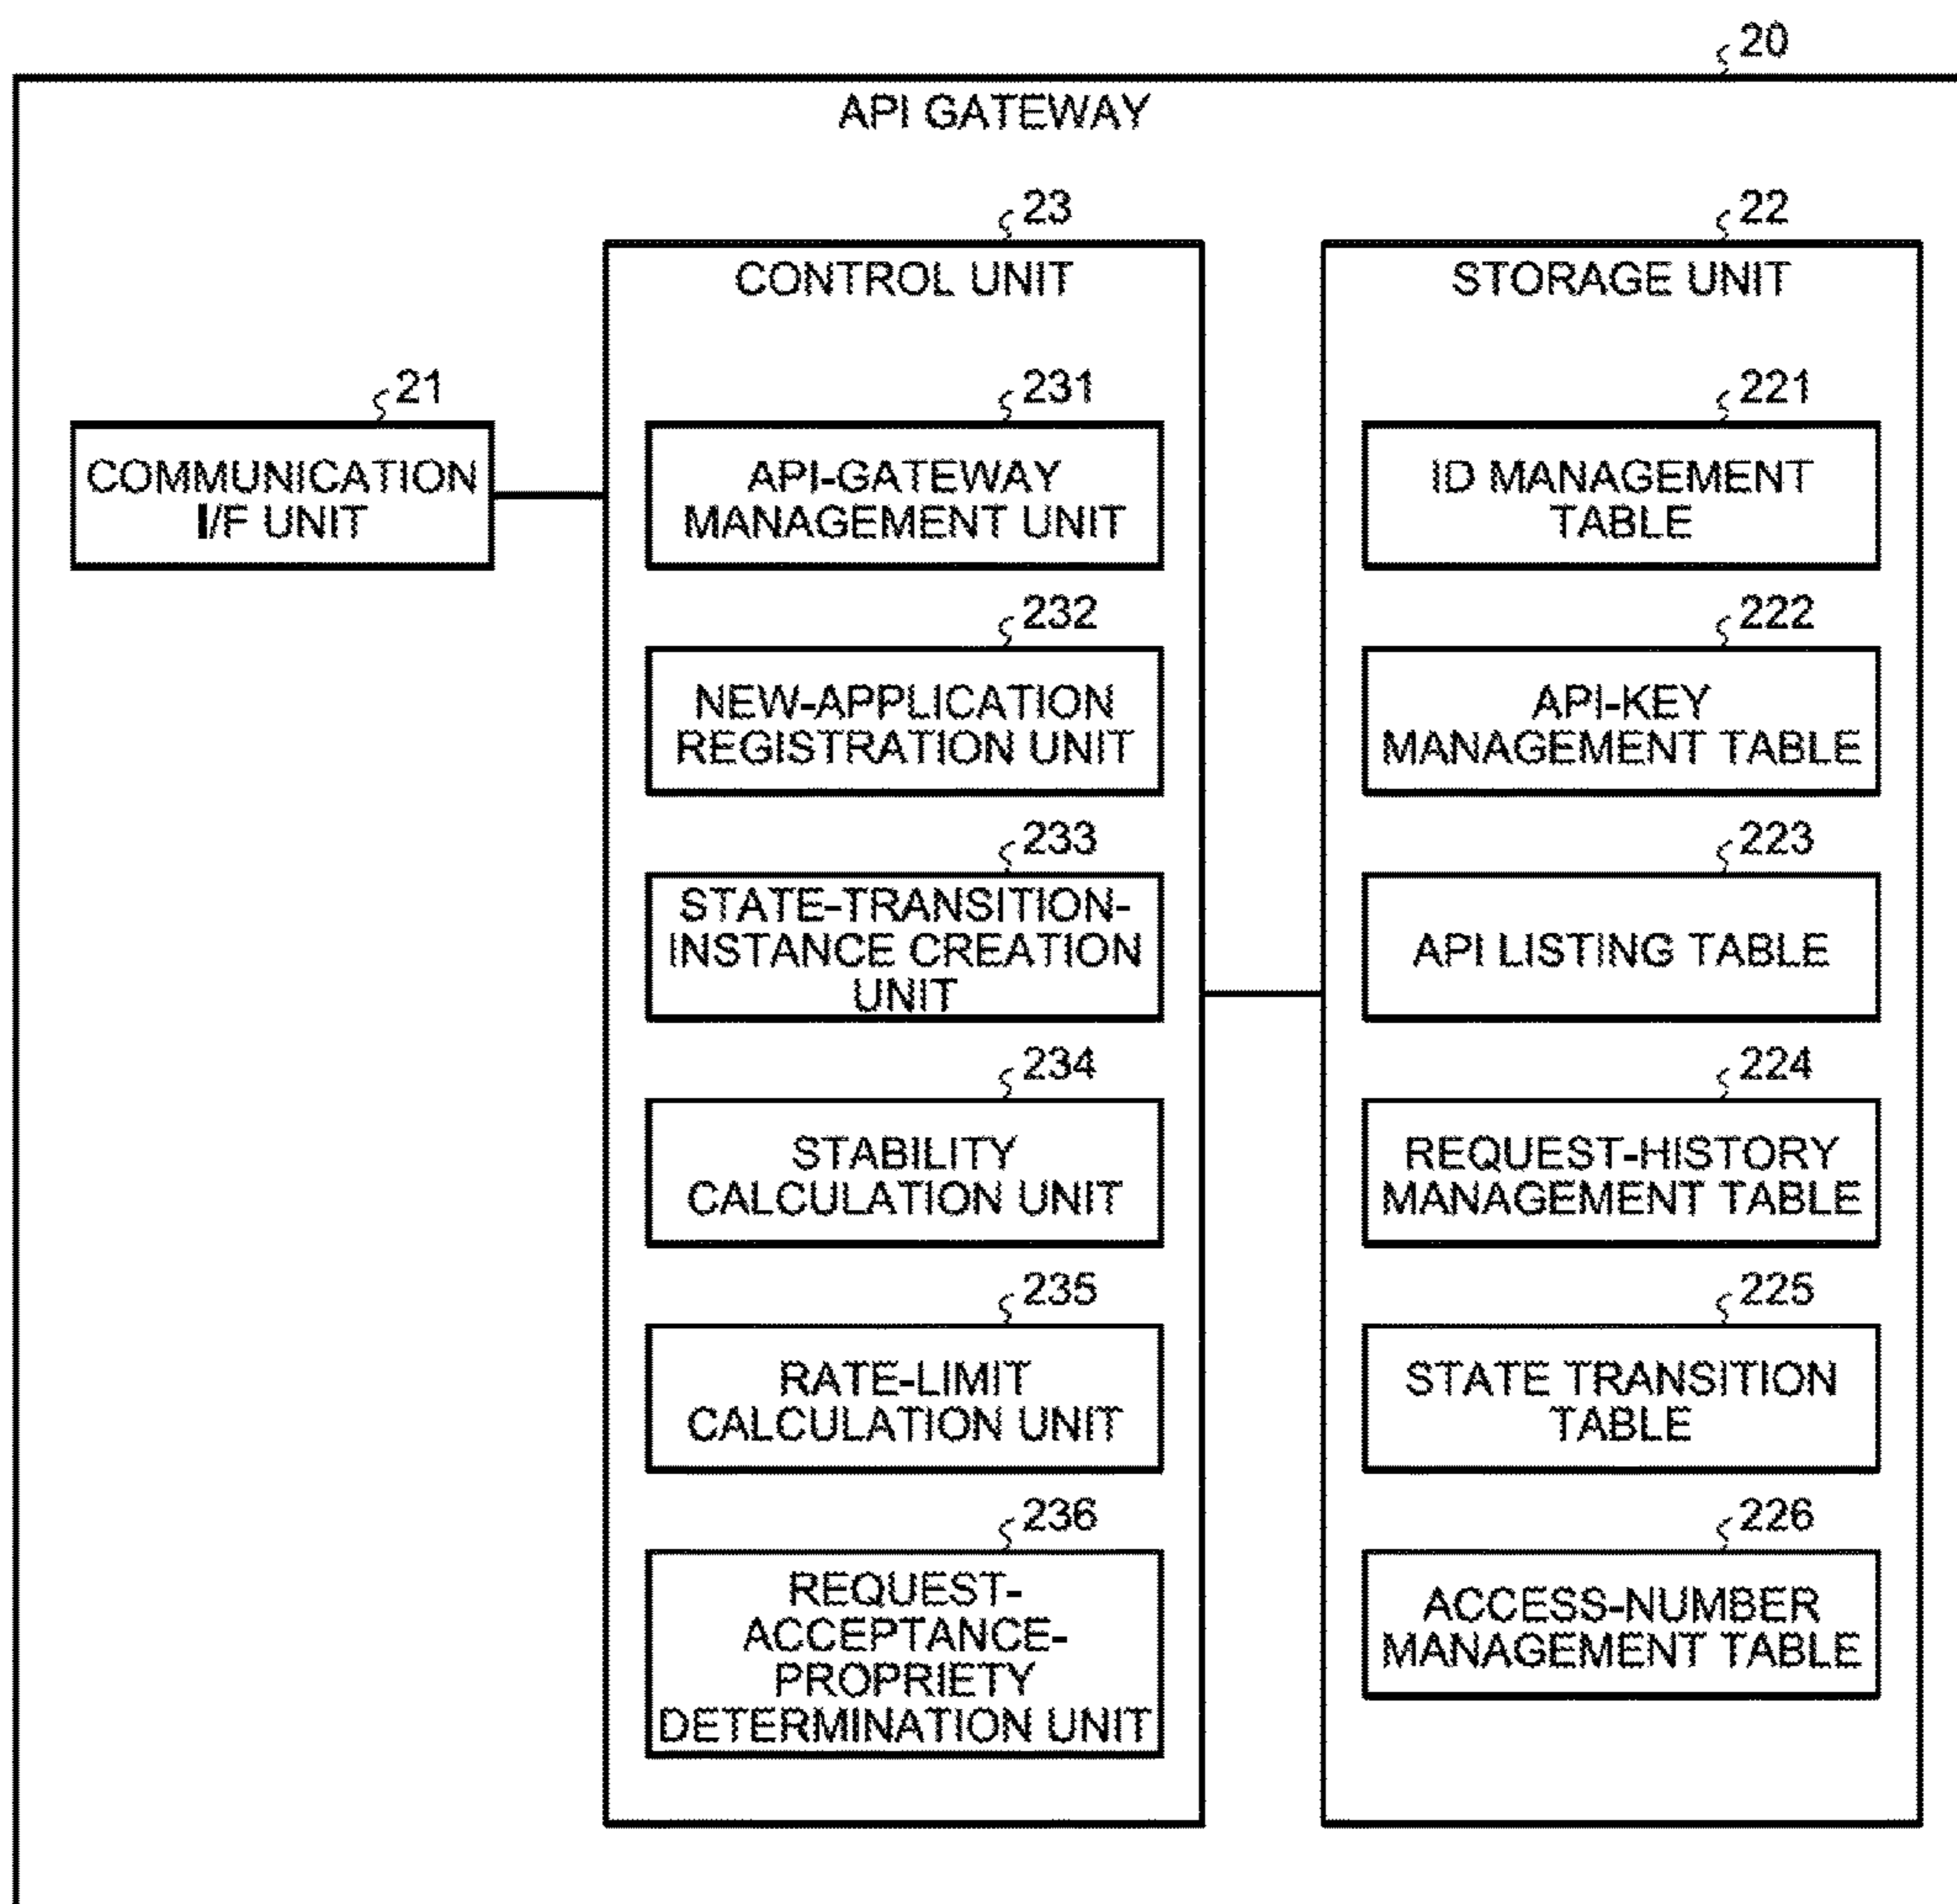 20
API GATEWAY
23
CONTROL UNIT
22
STORAGE UNIT
21
COMMUNICATION
I/F UNIT
231
API-GATEWAY
MANAGEMENT UNIT
232
NEW-APPLICATION
REGISTRATION UNIT
233
STATE-TRANSITION-
INSTANCE CREATION
UNIT
234
STABILITY
CALCULATION UNIT
235
RATE-LIMIT
CALCULATION UNIT
236
REQUEST-
ACCEPTANCE-
PROPRIETY
DETERMINATION UNIT
221
ID MANAGEMENT
TABLE
222
API-KEY
MANAGEMENT TABLE
223
API LISTING TABLE
224
REQUEST-HISTORY
MANAGEMENT TABLE
225
STATE TRANSITION
TABLE
226
ACCESS-NUMBER
MANAGEMENT TABLE